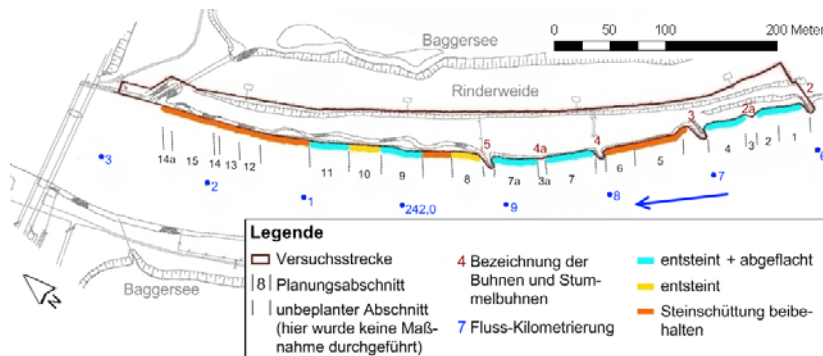 0 50 100 200 Meter
Baggersee
Rinderweide
2
2a
3
4
4a
5
14a 15 14 13 12 11 10 9 8 7a 3a 7 6 5 4 3 2 1
3
2
1
242,0
9
8
7
6
Baggersee
N
Legende
Versuchsstrecke
8 Planungsabschnitt
unbeplanter Abschnitt
(hier wurde keine Maß-
nahme durchgeführt)
4 Bezeichnung der
Buhnen und Stum-
melbuhnen
7 Fluss-Kilometrierung
entsteint + abgeflacht
entsteint
Steinschüttung beibe-
halten